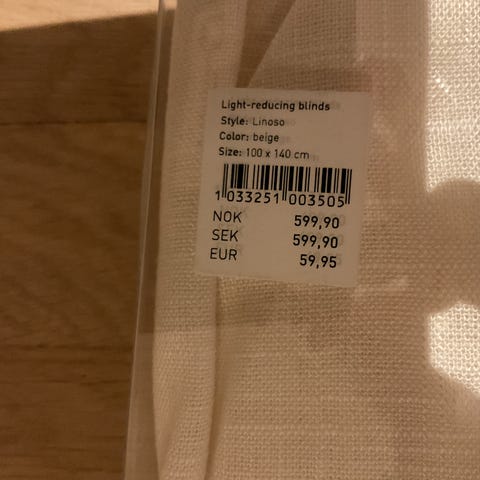 Light-reducing blinds
Style: Linoso
Color: beige
Size: 100 x 140 cm
1 033251 003505
NOK 599,90
SEK 599,90
EUR 59,95